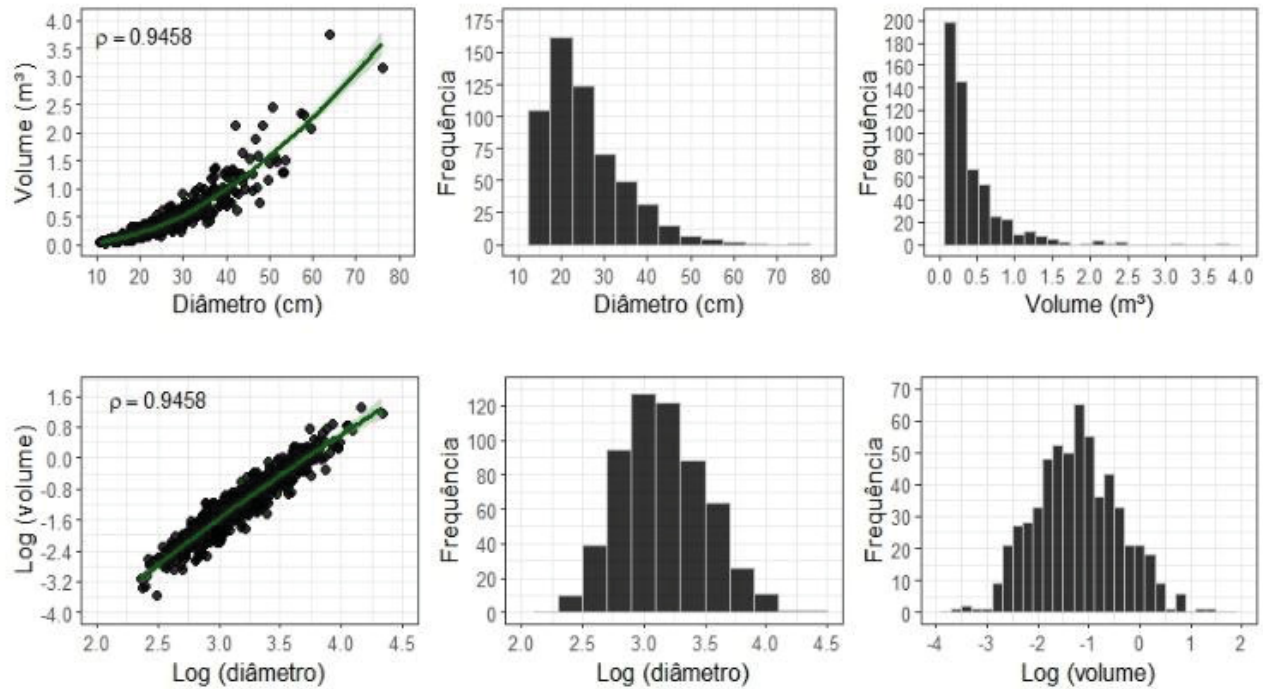 ρ = 0.9458
Volume (m³)
4.0
3.5
3.0
2.5
2.0
1.5
1.0
0.5
0.0
10 20 30 40 50 60 70 80
Diâmetro (cm)
Frequência
175
150
125
100
75
50
25
0
10 20 30 40 50 60 70 80
Diâmetro (cm)
Frequência
200
180
160
140
120
100
80
60
40
20
0
0.0 0.5 1.0 1.5 2.0 2.5 3.0 3.5 4.0
Volume (m³)
ρ = 0.9458
Log (volume)
1.6
0.8
0.0
-0.8
-1.6
-2.4
-3.2
-4.0
2.0 2.5 3.0 3.5 4.0 4.5
Log (diâmetro)
Frequência
120
100
80
60
40
20
0
2.0 2.5 3.0 3.5 4.0 4.5
Log (diâmetro)
Frequência
70
60
50
40
30
20
10
0
-4 -3 -2 -1 0 1 2
Log (volume)